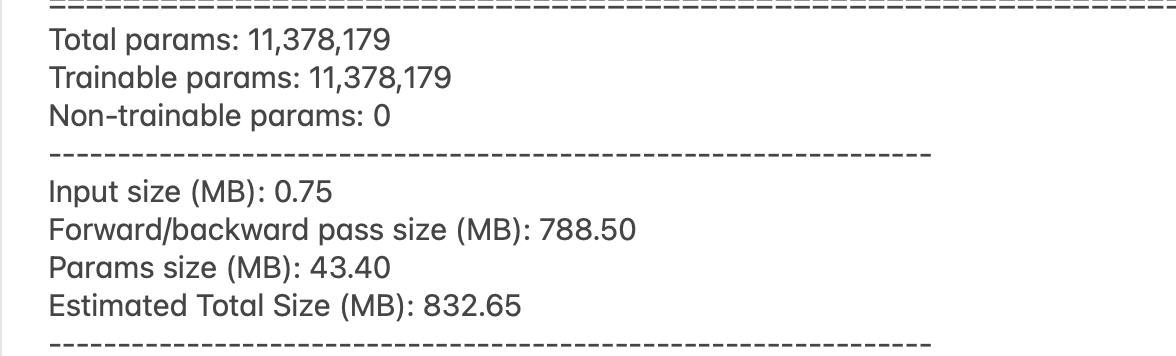 ================================================================
Total params: 11,378,179
Trainable params: 11,378,179
Non-trainable params: 0
----------------------------------------------------------------
Input size (MB): 0.75
Forward/backward pass size (MB): 788.50
Params size (MB): 43.40
Estimated Total Size (MB): 832.65
----------------------------------------------------------------